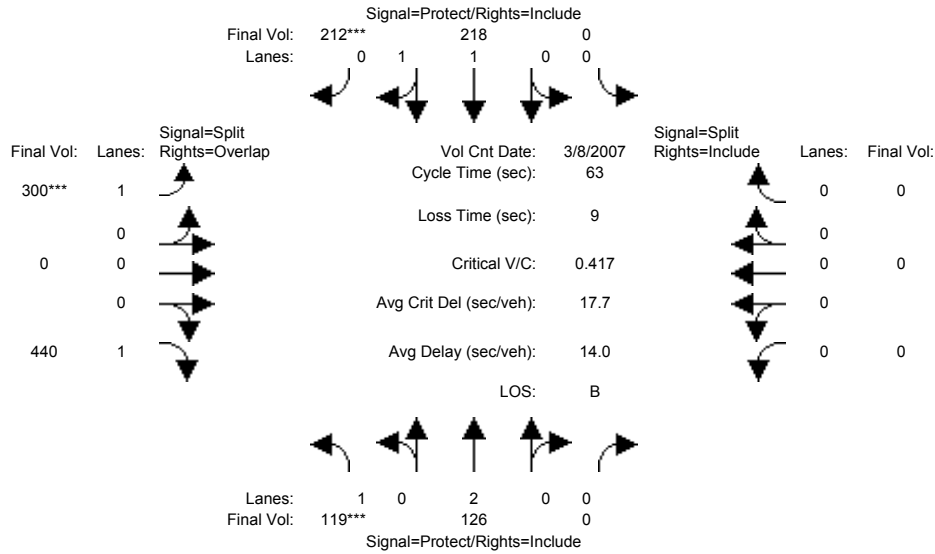 Signal=Protect/Rights=Include
Final Vol: 212*** 218 0
Lanes: 0 1 1 0 0
Signal=Split
Final Vol: Lanes: Rights=Overlap
Vol Cnt Date: 3/8/2007
Signal=Split
Rights=Include Lanes: Final Vol:
Cycle Time (sec): 63
300*** 1
0 0
Loss Time (sec): 9
0
0
0 0
Critical V/C: 0.417
0 0
0
Avg Crit Del (sec/veh): 17.7
0
440 1
Avg Delay (sec/veh): 14.0
0 0
LOS: B
Lanes: 1 0 2 0 0
Final Vol: 119*** 126 0
Signal=Protect/Rights=Include